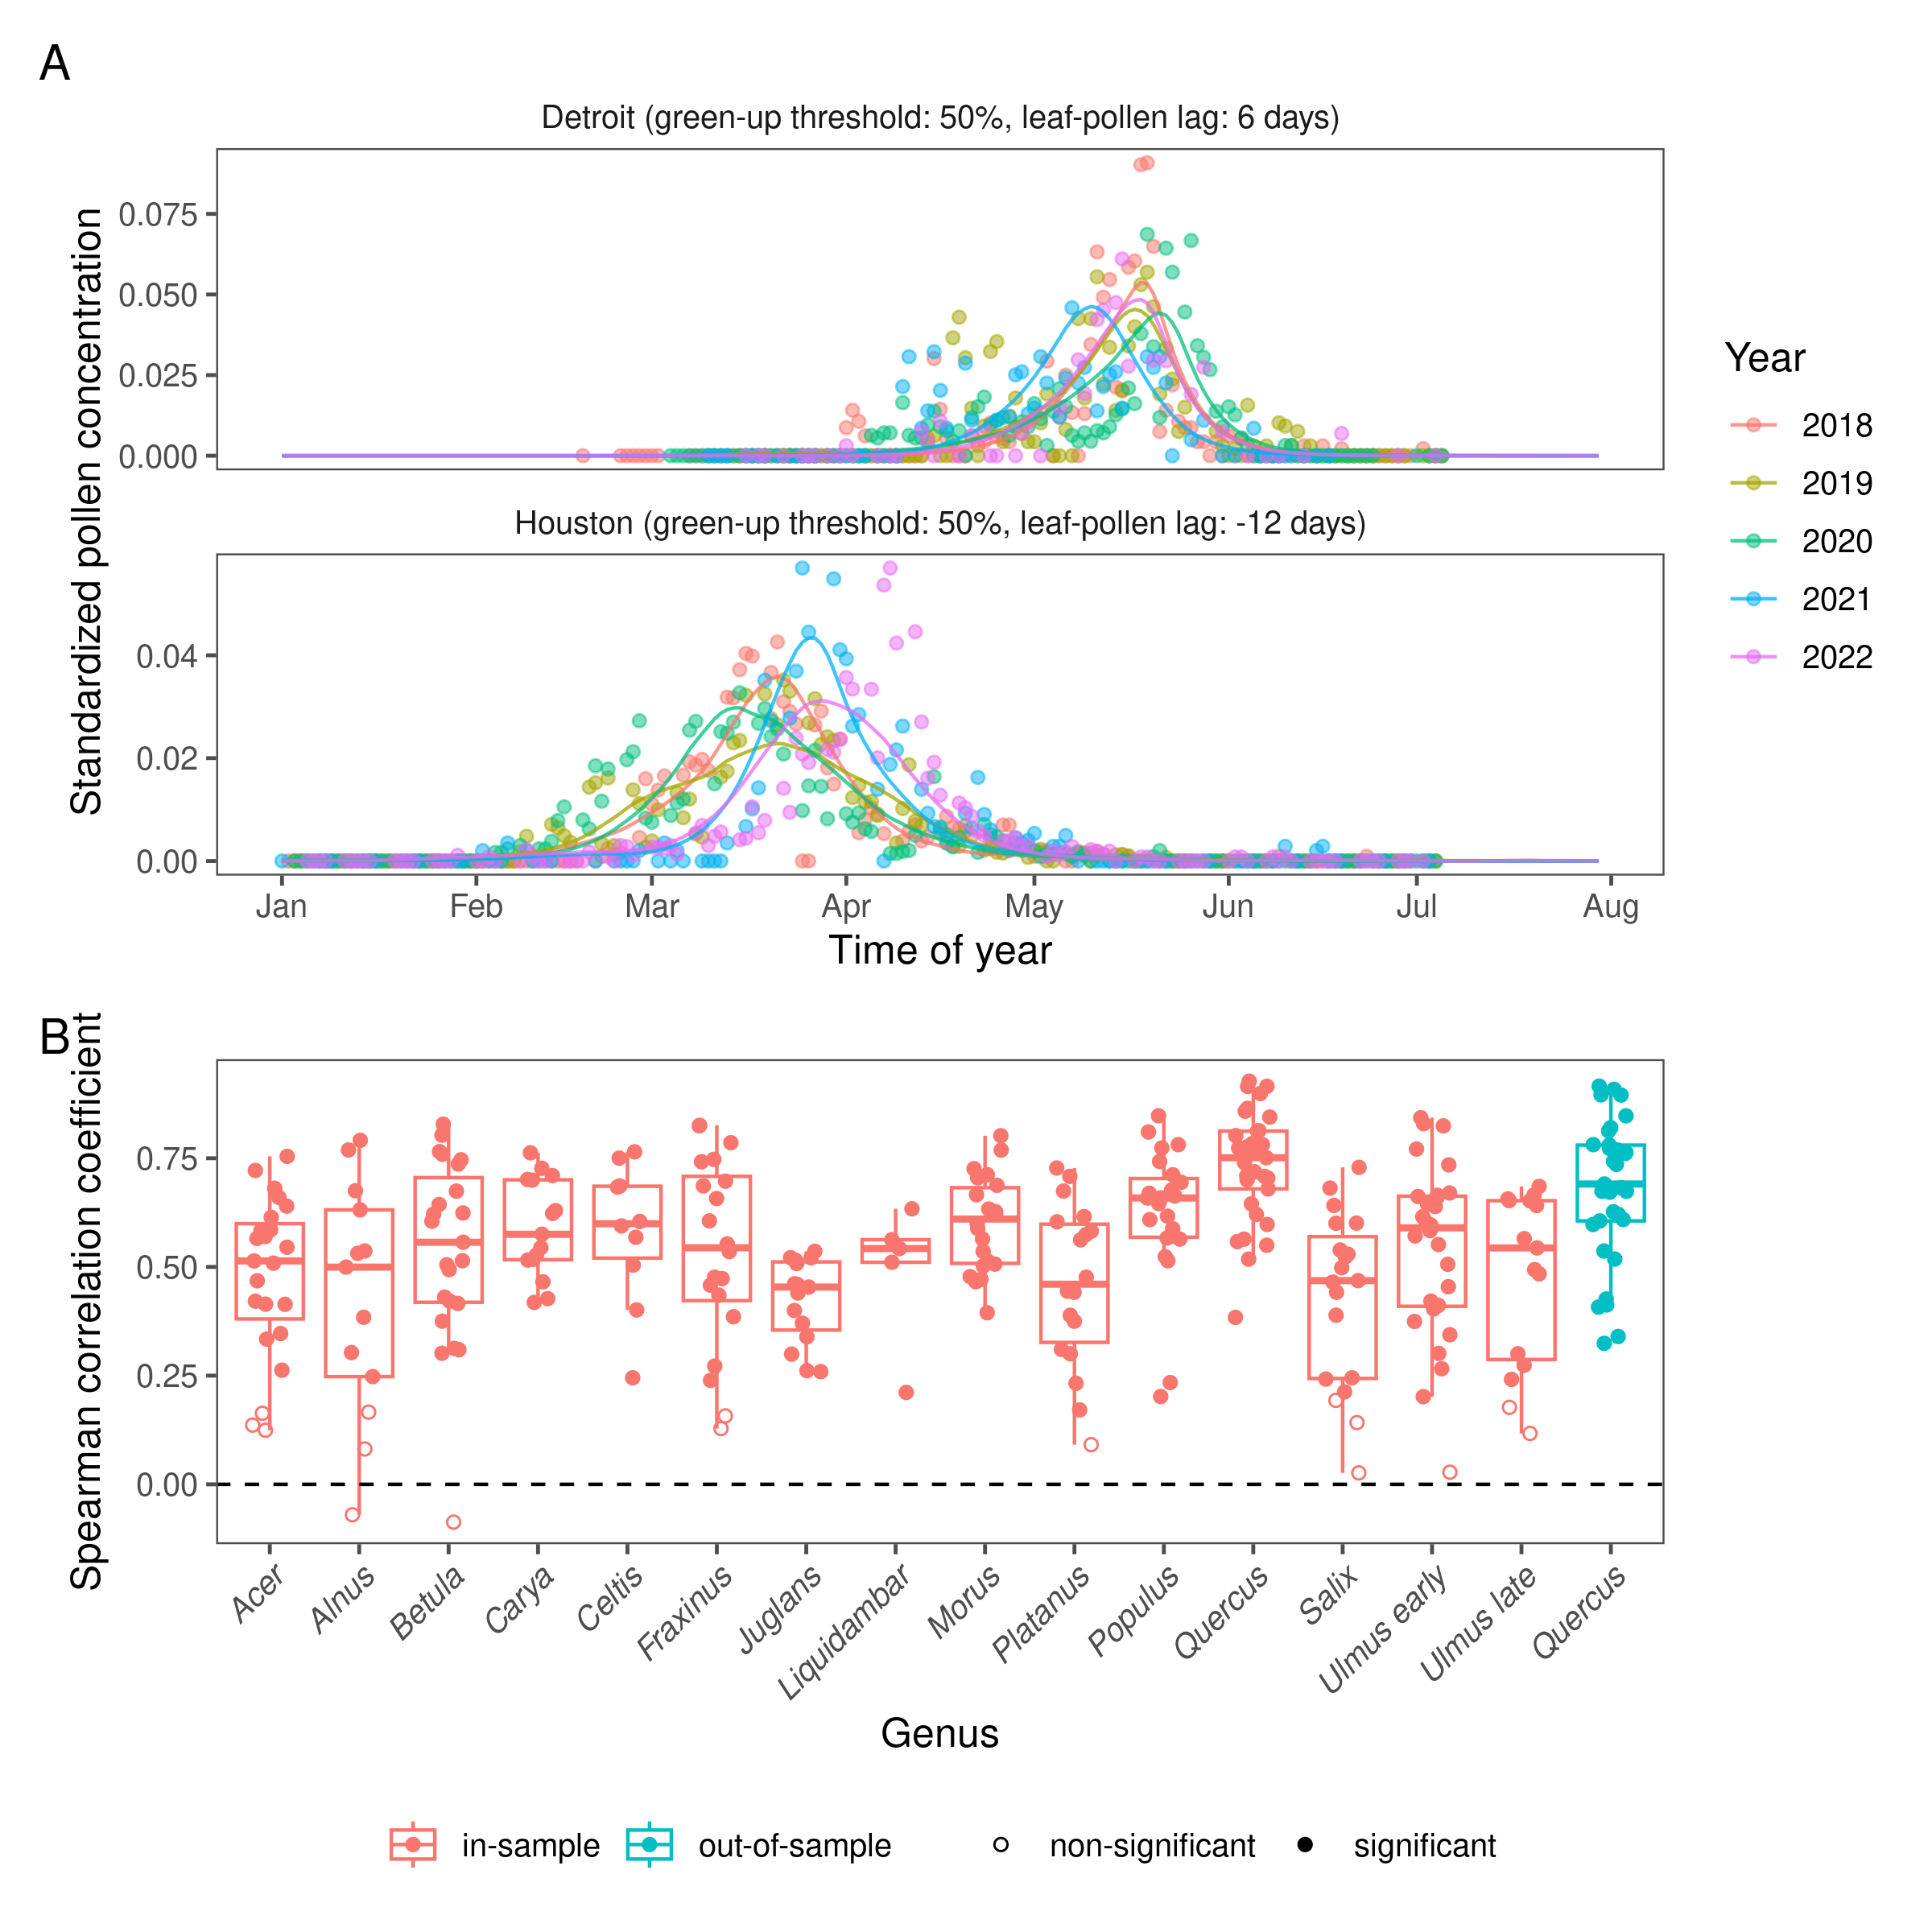 A
Detroit (green-up threshold: 50%, leaf-pollen lag: 6 days)
Standardized pollen concentration
0.075
0.050
0.025
0.000
Houston (green-up threshold: 50%, leaf-pollen lag: -12 days)
0.04
0.02
0.00
Jan Feb Mar Apr May Jun Jul Aug
Time of year
Year
2018
2019
2020
2021
2022
B
Spearman correlation coefficient
0.75
0.50
0.25
0.00
Acer Alnus Betula Carya Celtis Fraxinus Juglans Liquidambar Morus Platanus Populus Quercus Salix Ulmus early Ulmus late Quercus
Genus
in-sample out-of-sample non-significant significant